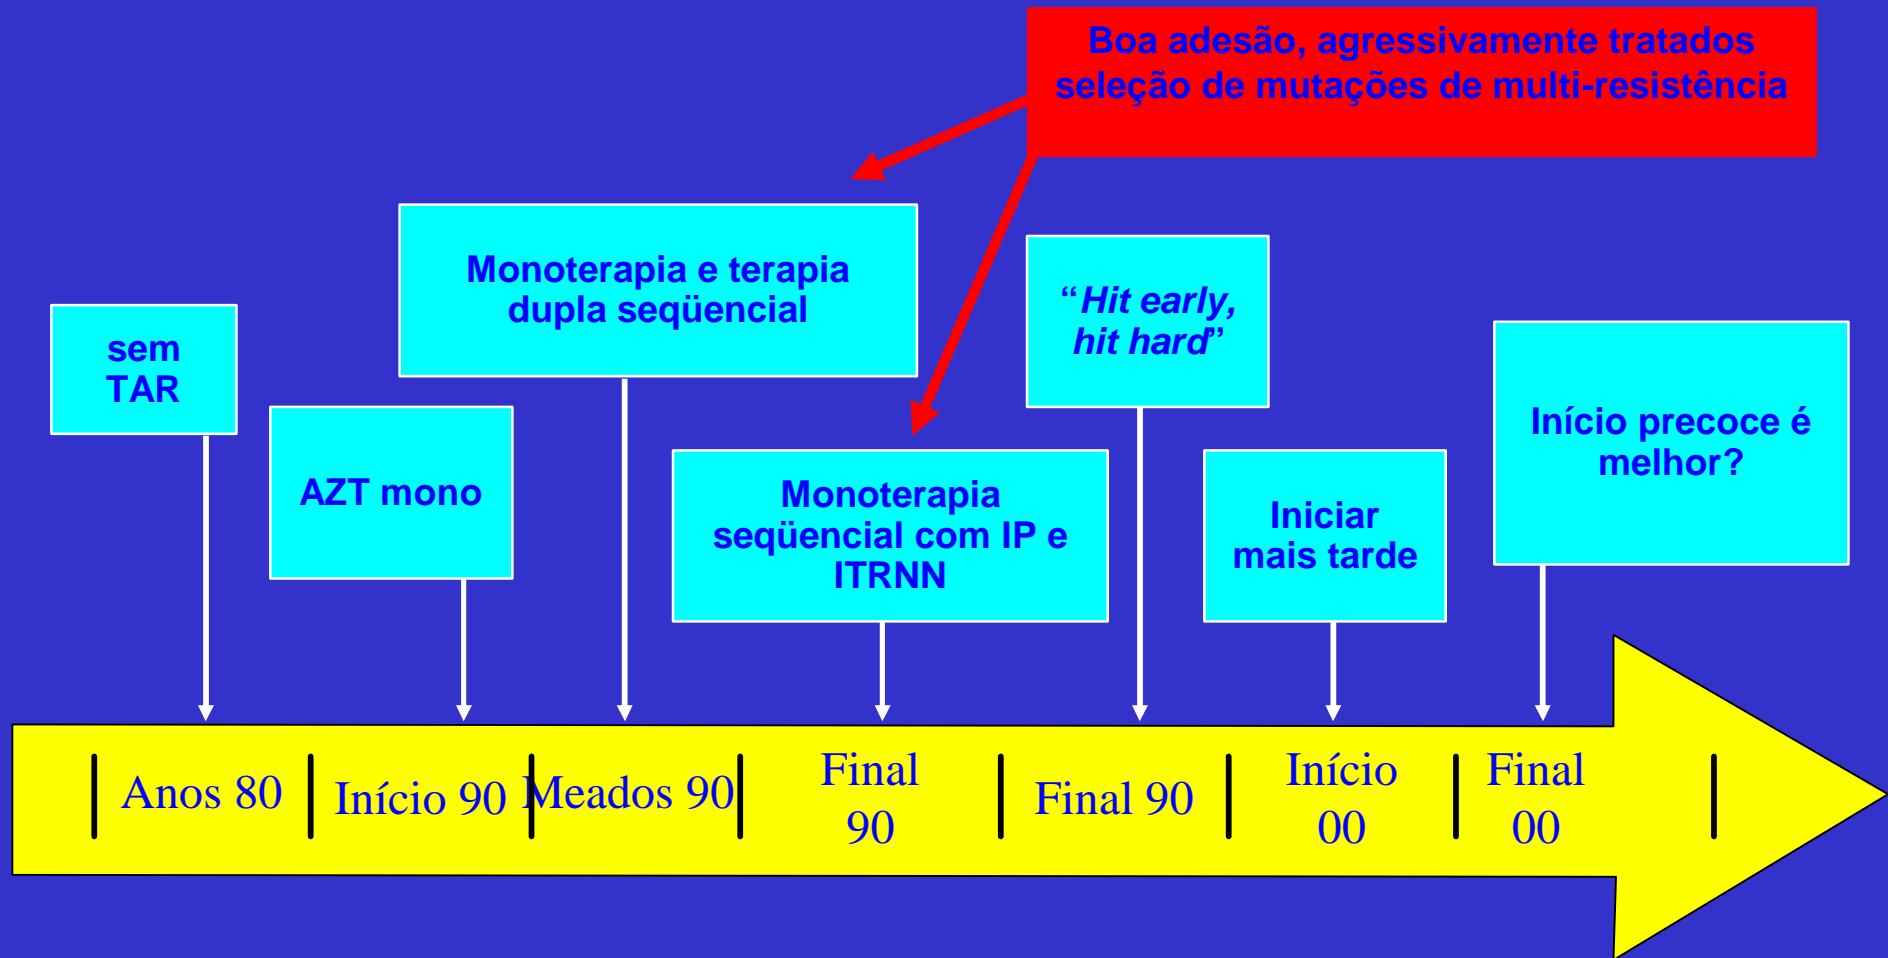 Boa adesão, agressivamente tratados
seleção de mutações de multi-resistência
Monoterapia e terapia
dupla seqüencial
“Hit early,
hit hard”
sem
TAR
Início precoce é
melhor?
AZT mono
Monoterapia
seqüencial com IP e
ITRNN
Iniciar
mais tarde
Anos 80
Início 90
Meados 90
Final
90
Final 90
Início
00
Final
00